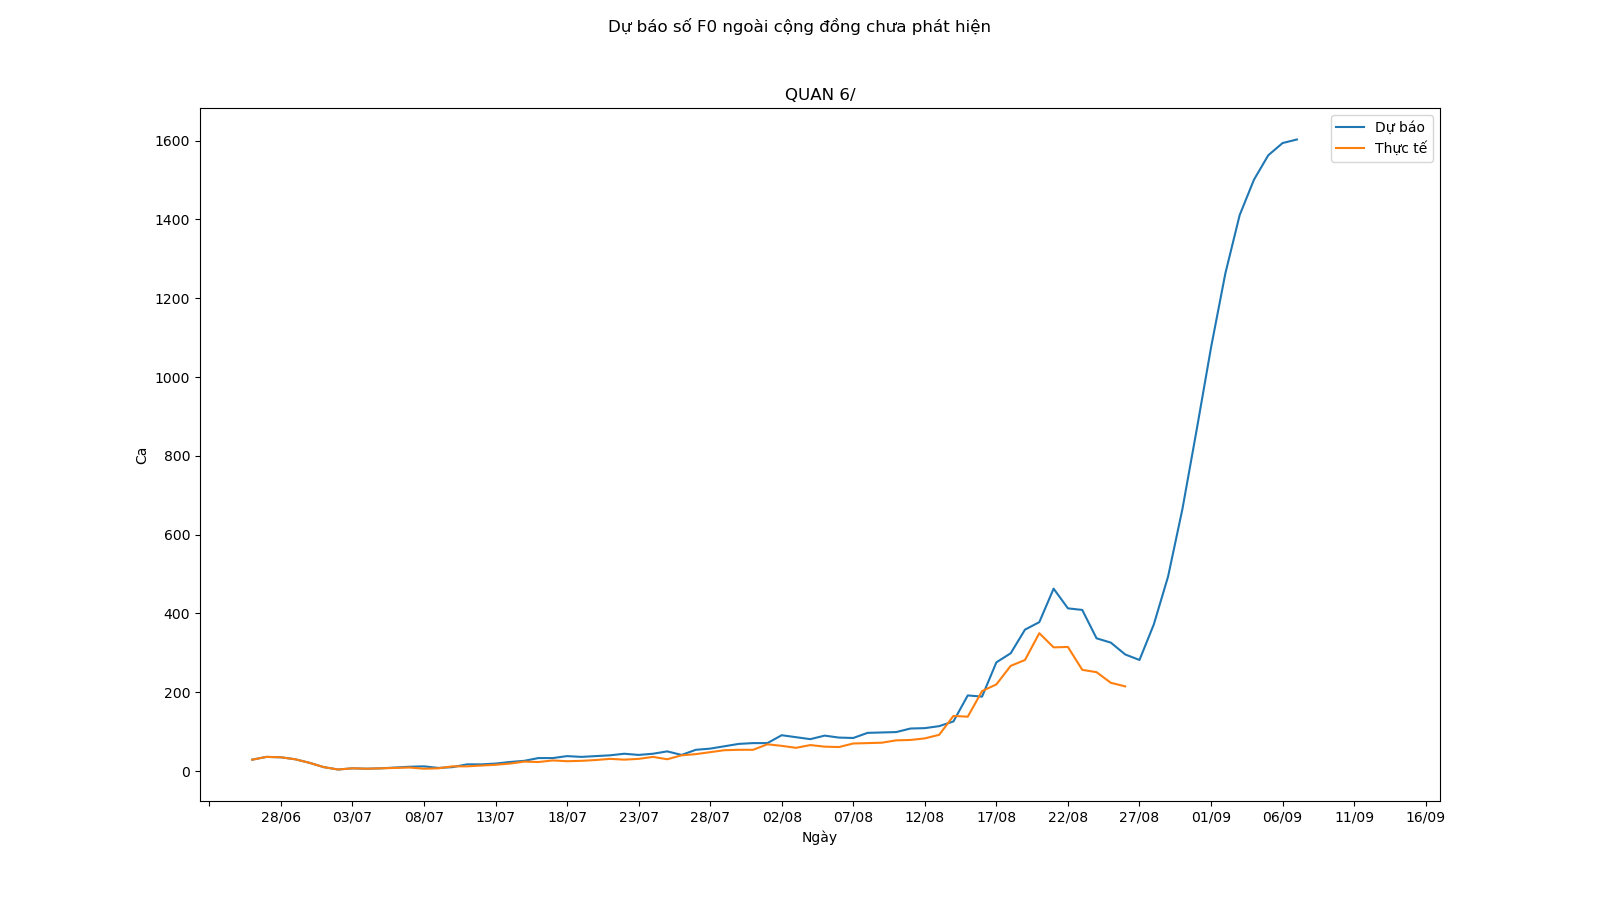 Dự báo số F0 ngoài cộng đồng chưa phát hiện
QUAN 6/
Dự báo
Thực tế
1600
1400
1200
1000
800
600
400
200
0
Ca
28/06 03/07 08/07 13/07 18/07 23/07 28/07 02/08 07/08 12/08 17/08 22/08 27/08 01/09 06/09 11/09 16/09
Ngày